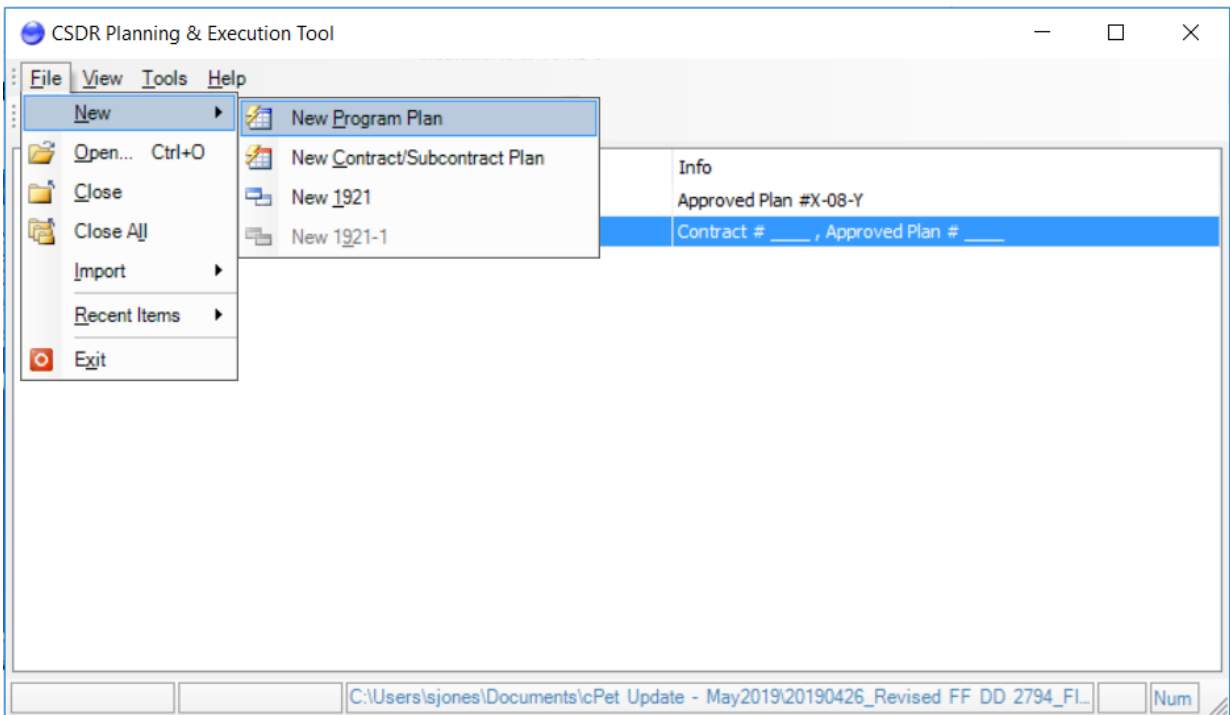 CSDR Planning & Execution Tool
File View Tools Help
New
New Program Plan
Open... Ctrl+O
New Contract/Subcontract Plan
Info
Close
New 1921
Approved Plan #X-08-Y
Close All
New 1921-1
Contract # ____ , Approved Plan # ____
Import
Recent Items
Exit
C:\Users\sjones\Documents\cPet Update - May2019\20190426_Revised FF DD 2794_FI...
Num